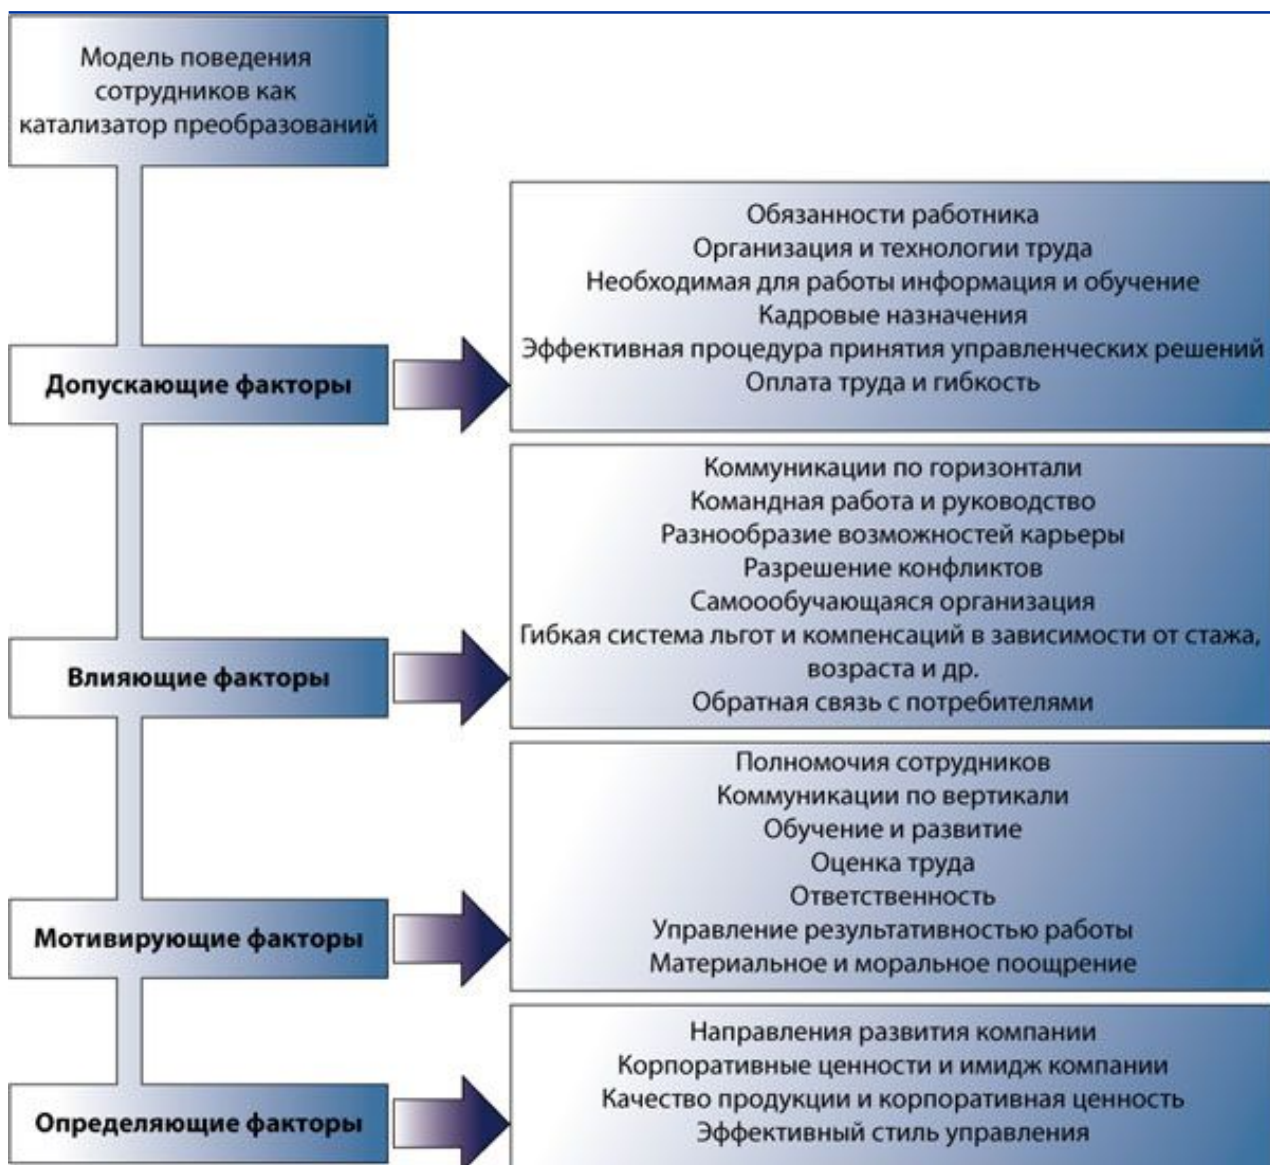 Модель поведения
сотрудников как
катализатор преобразований
Допускающие факторы
Обязанности работника
Организация и технологии труда
Необходимая для работы информация и обучение
Кадровые назначения
Эффективная процедура принятия управленческих решений
Оплата труда и гибкость
Влияющие факторы
Коммуникации по горизонтали
Командная работа и руководство
Разнообразие возможностей карьеры
Разрешение конфликтов
Самоообучающаяся организация
Гибкая система льгот и компенсаций в зависимости от стажа,
возраста и др.
Обратная связь с потребителями
Мотивирующие факторы
Полномочия сотрудников
Коммуникации по вертикали
Обучение и развитие
Оценка труда
Ответственность
Управление результативностью работы
Материальное и моральное поощрение
Определяющие факторы
Направления развития компании
Корпоративные ценности и имидж компании
Качество продукции и корпоративная ценность
Эффективный стиль управления